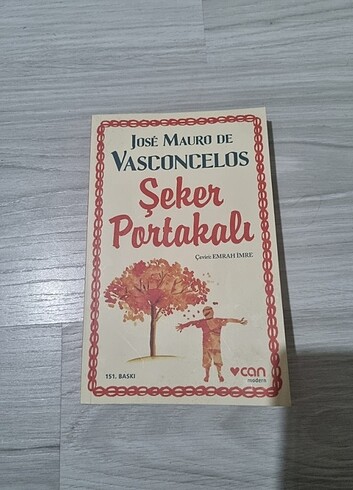 JOSÉ MAURO DE
VASCONCELOS
Şeker
Portakalı
Çeviri: EMRAH İMRE
151. BASKI
can
modern